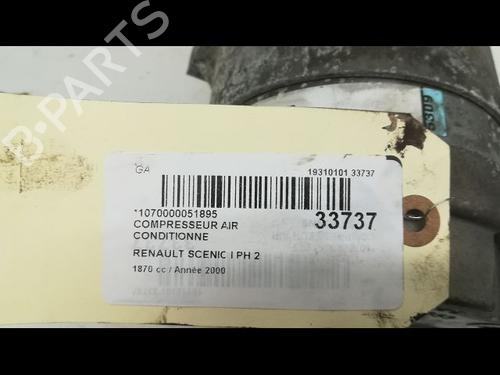 B-PARTS
GA
19310101 33737
*1070000051895
33737
COMPRESSEUR AIR
CONDITIONNE
RENAULT SCENIC I PH 2
1870 cc / Année 2000